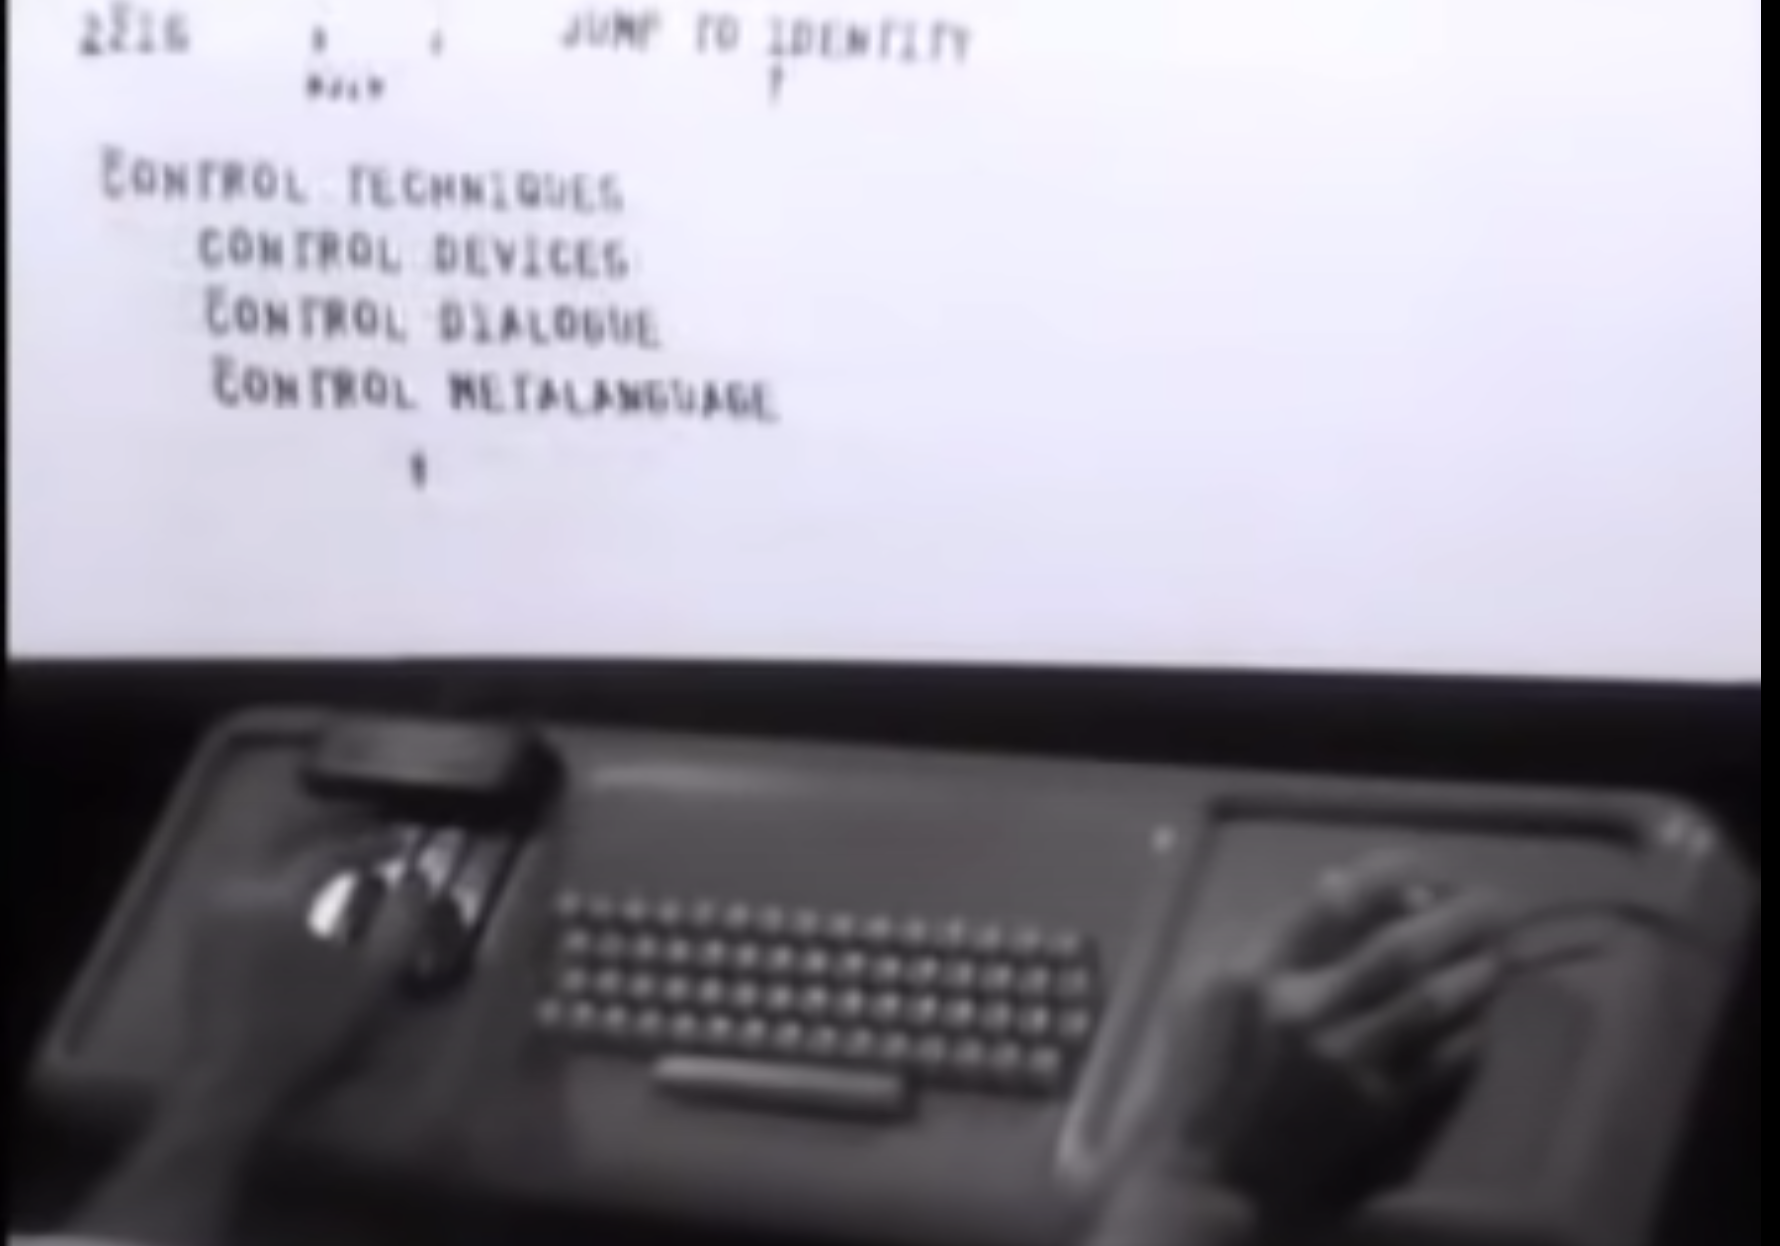 JUMP TO IDENTITY
CONTROL TECHNIQUES
CONTROL DEVICES
CONTROL DIALOGUE
CONTROL METALANGUAGE